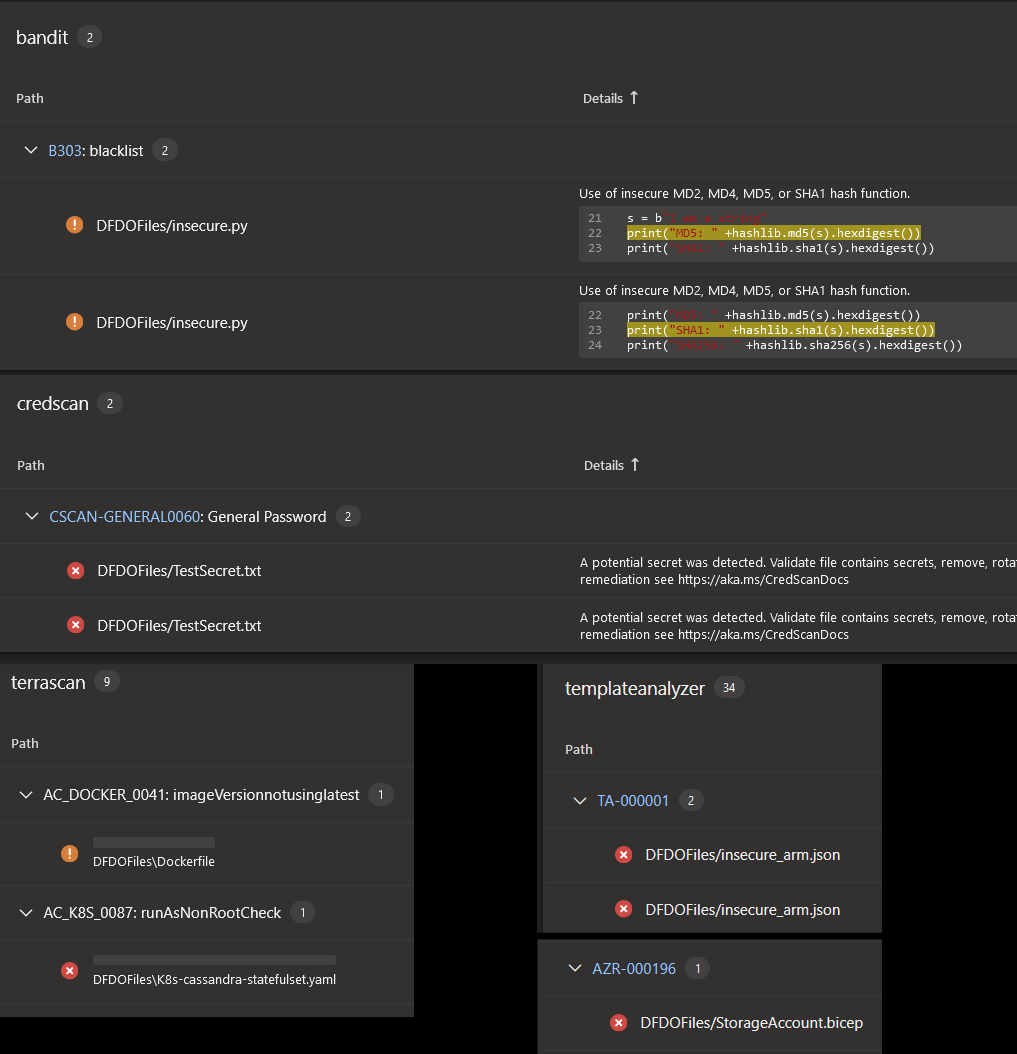 bandit 2
Path Details ↑
B303: blacklist 2
DFDOFiles/insecure.py
Use of insecure MD2, MD4, MD5, or SHA1 hash function.
21 s = b
22 print("MD5: " +hashlib.md5(s).hexdigest())
23 print( +hashlib.sha1(s).hexdigest())
DFDOFiles/insecure.py
Use of insecure MD2, MD4, MD5, or SHA1 hash function.
22 print( +hashlib.md5(s).hexdigest())
23 print("SHA1: " +hashlib.sha1(s).hexdigest())
24 print( +hashlib.sha256(s).hexdigest())
credscan 2
Path Details ↑
CSCAN-GENERAL0060: General Password 2
DFDOFiles/TestSecret.txt
A potential secret was detected. Validate file contains secrets, remove, rota
remediation see https://aka.ms/CredScanDocs
DFDOFiles/TestSecret.txt
A potential secret was detected. Validate file contains secrets, remove, rota
remediation see https://aka.ms/CredScanDocs
terrascan 9
Path
AC_DOCKER_0041: imageVersionnotusinglatest 1
DFDOFiles\Dockerfile
AC_K8S_0087: runAsNonRootCheck 1
DFDOFiles\K8s-cassandra-statefulset.yaml
templateanalyzer 34
Path
TA-000001 2
DFDOFiles/insecure_arm.json
DFDOFiles/insecure_arm.json
AZR-000196 1
DFDOFiles/StorageAccount.bicep